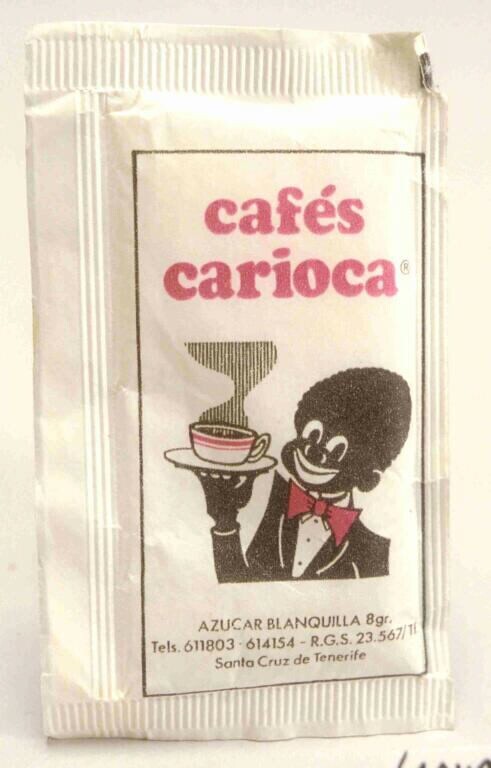 cafés
carioca®
AZUCAR BLANQUILLA 8gr.
Tels. 611803 - 614154 - R.G.S. 23.567/Tf
Santa Cruz de Tenerife